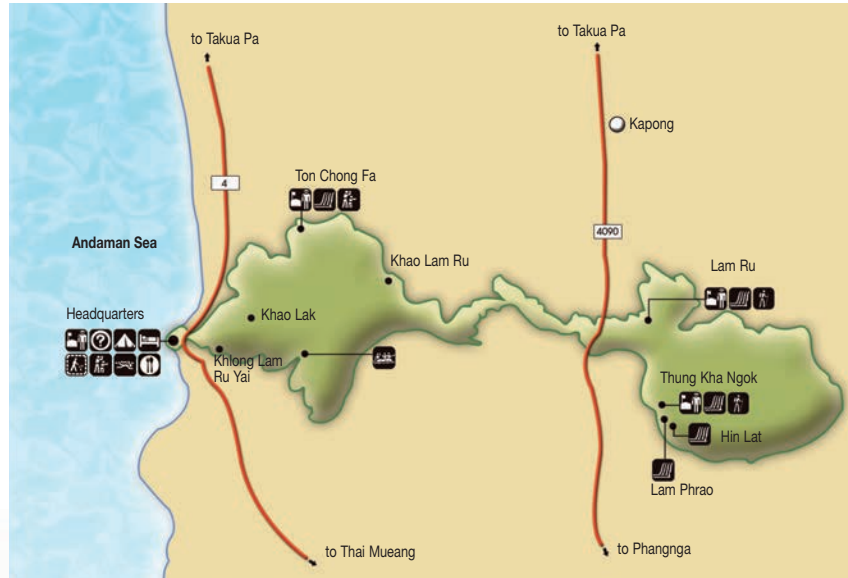 to Takua Pa
to Takua Pa
Kapong
Ton Chong Fa
4
4090
Andaman Sea
Khao Lam Ru
Lam Ru
Headquarters
?
Khao Lak
Khlong Lam
Ru Yai
Thung Kha Ngok
Hin Lat
Lam Phrao
to Thai Mueang
to Phangnga